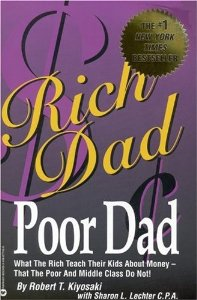 THE #1
NEW YORK
TIMES
BESTSELLER
Rich
Dad
Poor Dad
What The Rich Teach Their Kids About Money –
That The Poor And Middle Class Do Not!
By Robert T. Kiyosaki
with Sharon L. Lechter C.P.A.